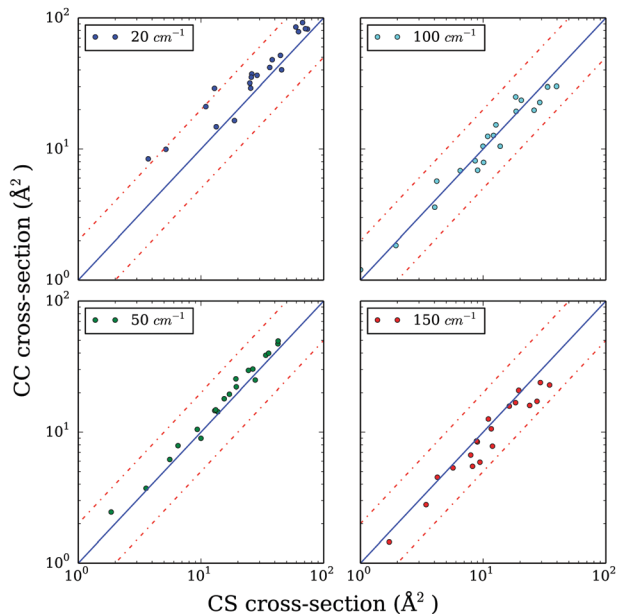 10²
10¹
10⁰
20 cm⁻¹
100 cm⁻¹
10²
10¹
10⁰
50 cm⁻¹
150 cm⁻¹
10⁰ 10¹ 10² 10⁰ 10¹ 10²
CC cross-section (Å²)
CS cross-section (Å²)